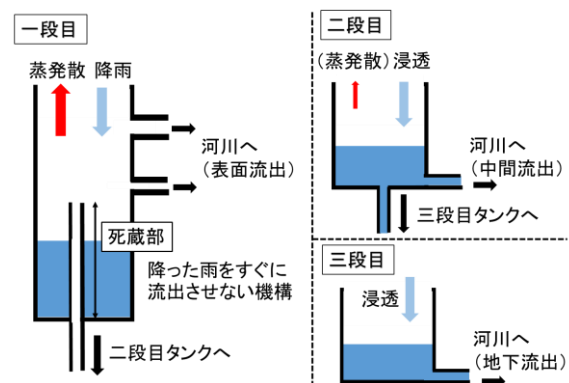 一段目
蒸発散 降雨
河川へ
(表面流出)
死蔵部
降った雨をすぐに
流出させない機構
二段目タンクへ
二段目
(蒸発散) 浸透
河川へ
(中間流出)
三段目タンクへ
三段目
浸透
河川へ
(地下流出)